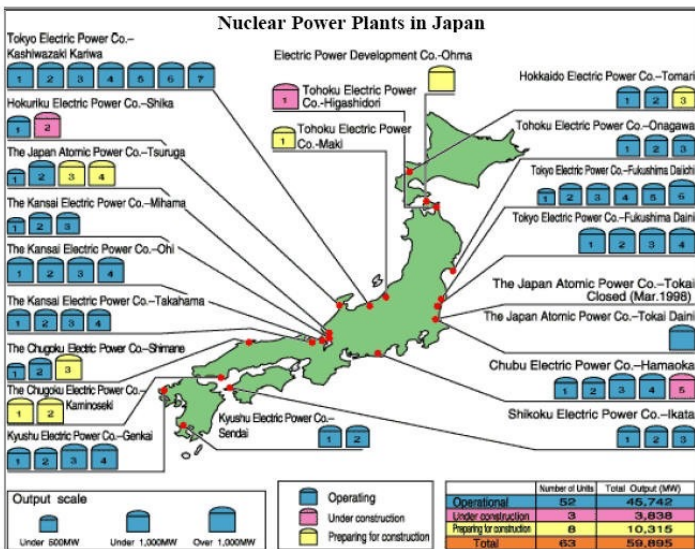 Nuclear Power Plants in Japan
Tokyo Electric Power Co.–
Kashiwazaki Kariwa
1 2 3 4 5 6 7
Hokuriku Electric Power Co.–Shika
1 2
The Japan Atomic Power Co.–Tsuruga
1 2 3 4
The Kansai Electric Power Co.–Mihama
1 2 3
The Kansai Electric Power Co.–Ohi
1 2 3 4
The Kansai Electric Power Co.–Takahama
1 2 3 4
The Chugoku Electric Power Co.–Shimane
1 2 3
The Chugoku Electric Power Co.–
Kaminoseki
1 2
Kyushu Electric Power Co.–Genkai
1 2 3 4
Electric Power Development Co.–Ohma
Tohoku Electric Power
Co.–Higashidori
1
Tohoku Electric Power
Co.–Maki
1
Kyushu Electric Power Co.–
Sendai
1 2
Hokkaido Electric Power Co.–Tomari
1 2 3
Tohoku Electric Power Co.–Onagawa
1 2 3
Tokyo Electric Power Co.–Fukushima Daiichi
1 2 3 4 5 6
Tokyo Electric Power Co.–Fukushima Daini
1 2 3 4
The Japan Atomic Power Co.–Tokai
Closed (Mar.1998)
The Japan Atomic Power Co.–Tokai Daini
Chubu Electric Power Co.–Hamaoka
1 2 3 4 5
Shikoku Electric Power Co.–Ikata
1 2 3
Output scale
Under 500MW Under 1,000MW Over 1,000MW
Operating
Under construction
Preparing for construction
Number of Units Total Output (MW)
Operational 52 45,742
Under construction 3 3,838
Preparing for construction 8 10,315
Total 63 59,895